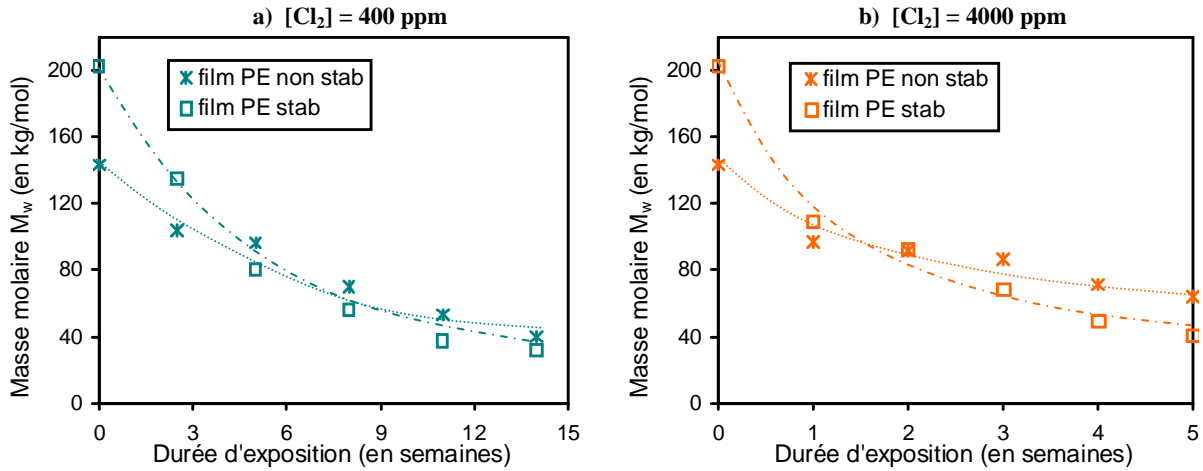 a) [Cl₂] = 400 ppm
Masse molaire Mw (en kg/mol)
200
160
120
80
40
0
film PE non stab
film PE stab
0 3 6 9 12 15
Durée d'exposition (en semaines)
b) [Cl₂] = 4000 ppm
Masse molaire Mw (en kg/mol)
200
160
120
80
40
0
film PE non stab
film PE stab
0 1 2 3 4 5
Durée d'exposition (en semaines)